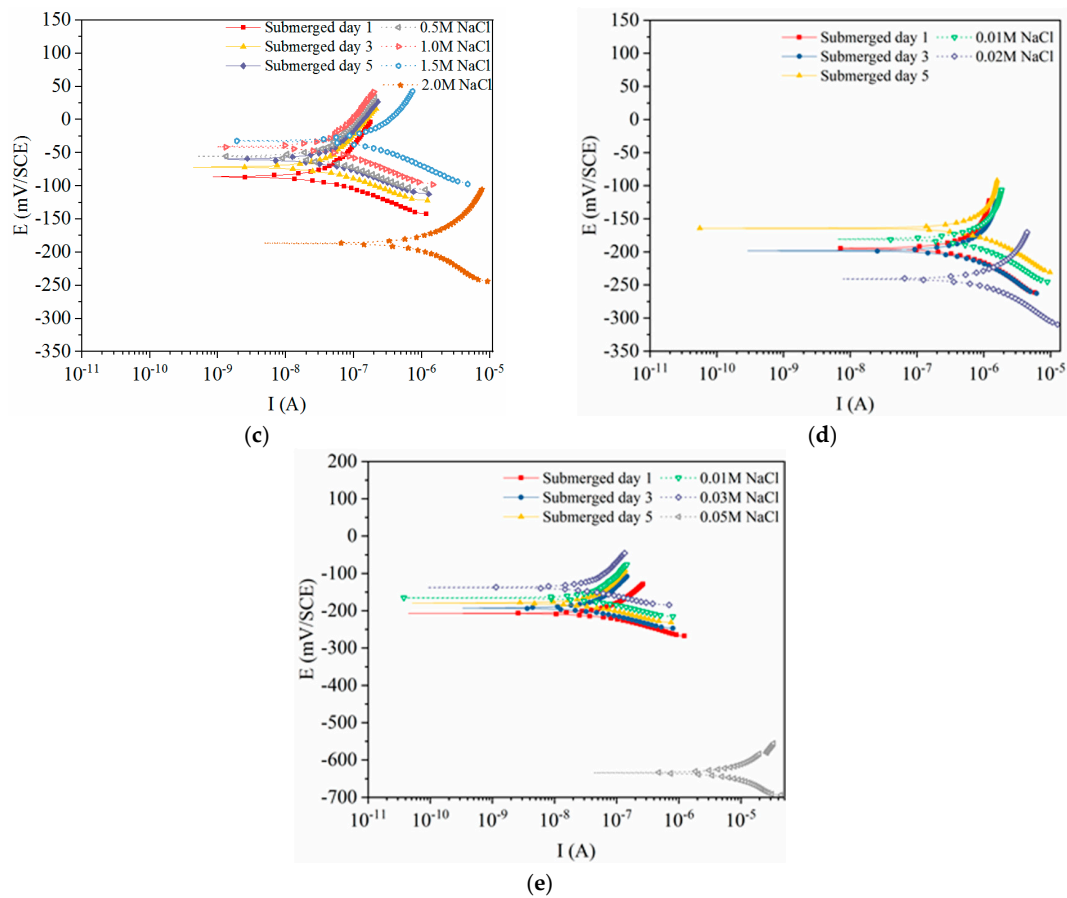 150
100
50
0
-50
-100
-150
-200
-250
-300
-350
E (mV/SCE)
Submerged day 1
Submerged day 3
Submerged day 5
0.5M NaCl
1.0M NaCl
1.5M NaCl
2.0M NaCl
10-11 10-10 10-9 10-8 10-7 10-6 10-5
I (A)
(c)
150
100
50
0
-50
-100
-150
-200
-250
-300
-350
E (mV/SCE)
Submerged day 1
Submerged day 3
Submerged day 5
0.01M NaCl
0.02M NaCl
10-11 10-10 10-9 10-8 10-7 10-6 10-5
I (A)
(d)
200
100
0
-100
-200
-300
-400
-500
-600
-700
E (mV/SCE)
Submerged day 1
Submerged day 3
Submerged day 5
0.01M NaCl
0.03M NaCl
0.05M NaCl
10-11 10-10 10-9 10-8 10-7 10-6 10-5
I (A)
(e)